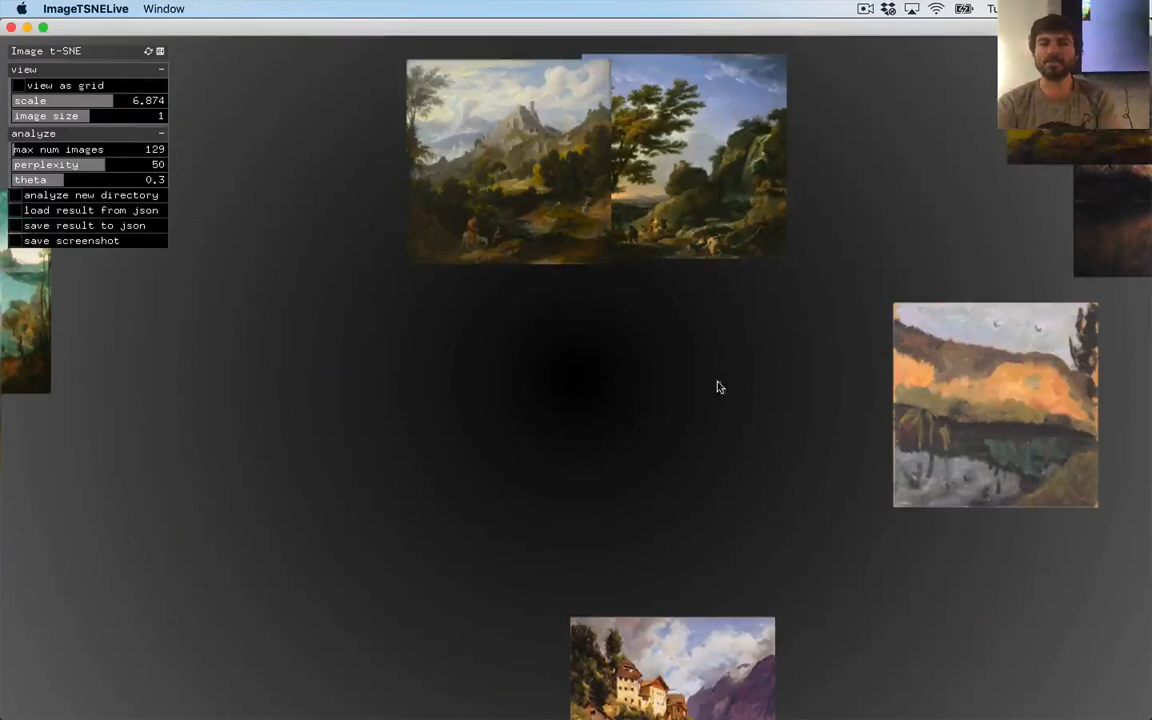 ImageTSNELive Window
Image t-SNE
view
view as grid
scale 6.874
image size 1
analyze
max num images 129
perplexity 50
theta 0.3
analyze new directory
load result from json
save result to json
save screenshot